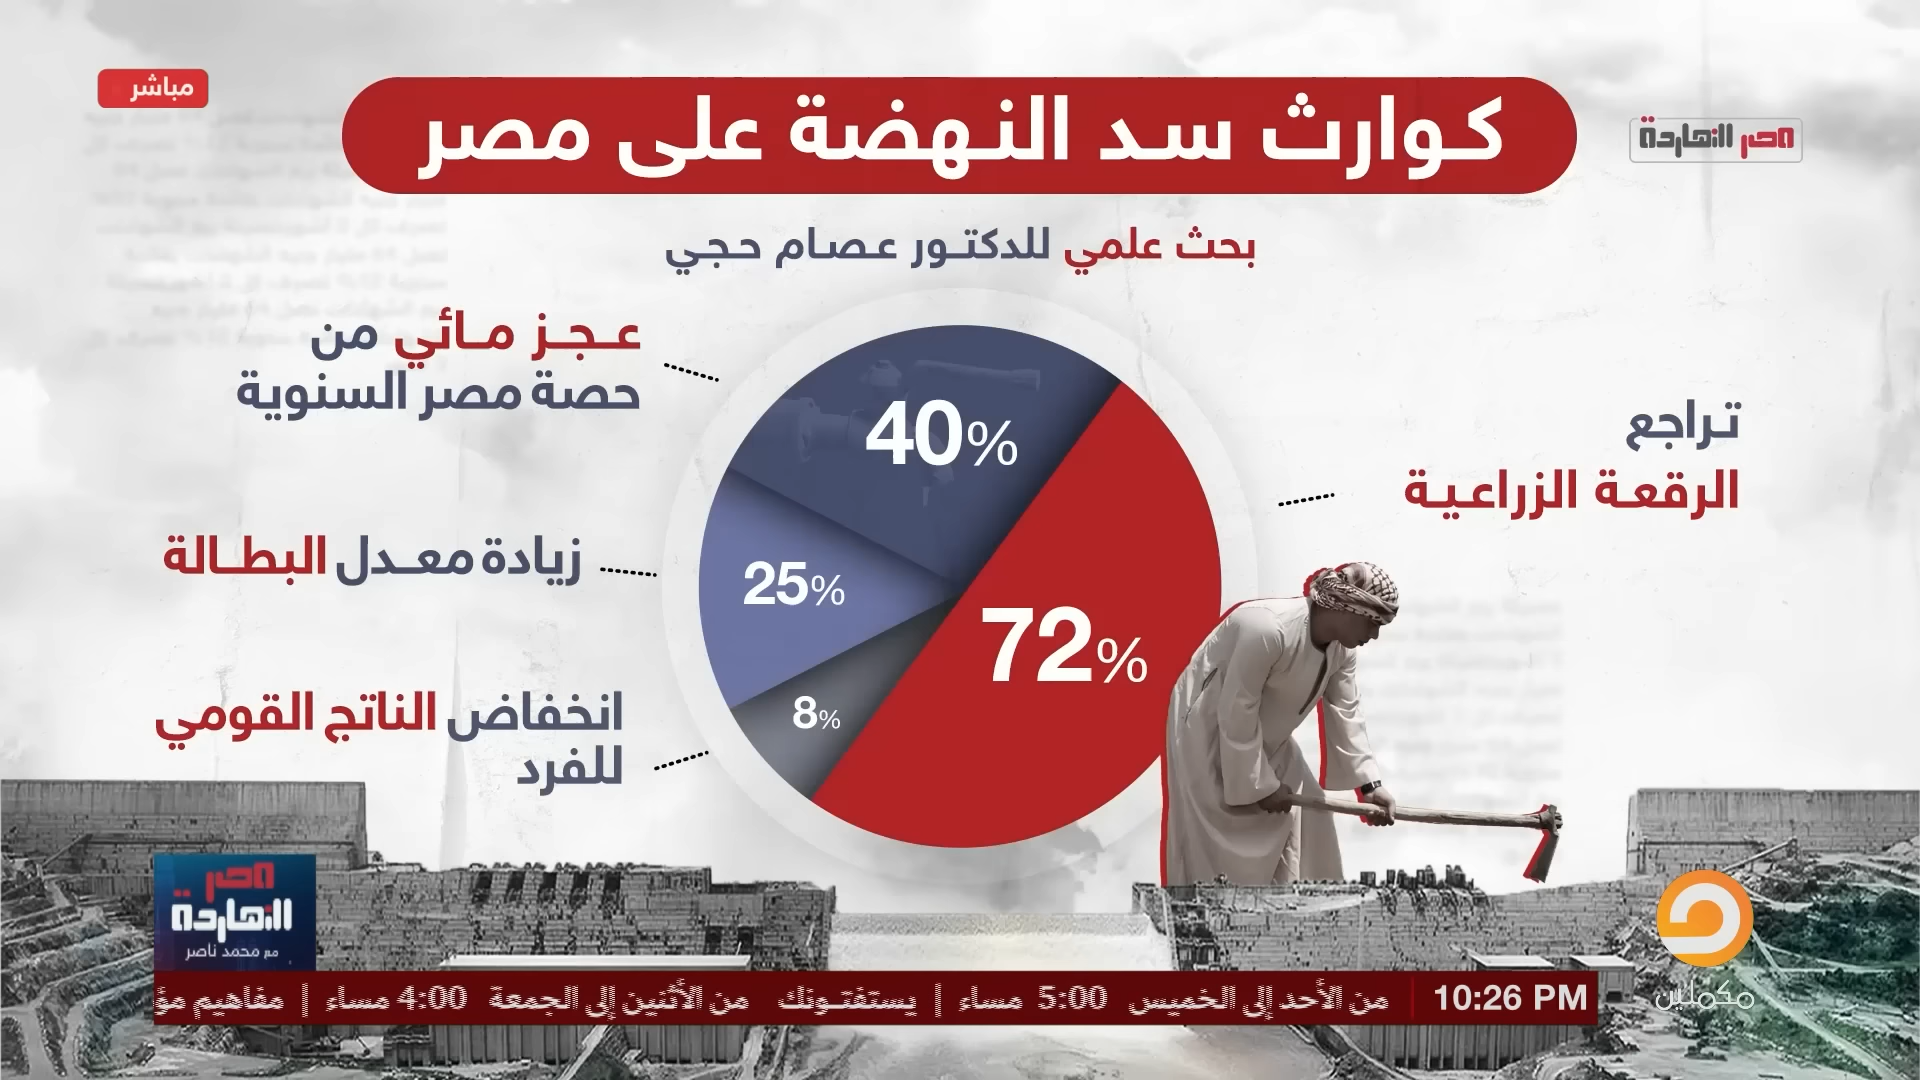 مباشر
كوارث سد النهضة على مصر
مصر النهاردة
بحث علمي للدكتور عصام حجي
عجز مائي من
حصة مصر السنوية
40%
تراجع
الرقعة الزراعية
72%
زيادة معدل البطالة
25%
انخفاض الناتج القومي
للفرد
8%
مصر
النهاردة
مع محمد ناصر
مكملين
10:26 PM
من الأحد إلى الخميس 5:00 مساء | يستفتونك من الأثنين إلى الجمعة 4:00 مساء | مفاهيم مؤ